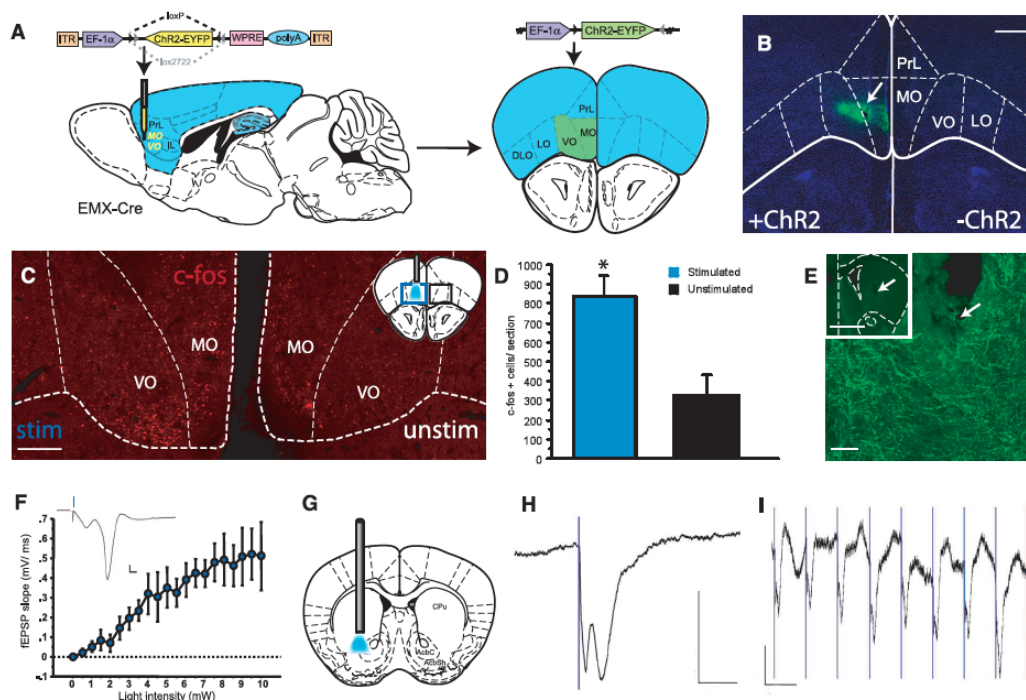 A
loxP
ITR EF-1α ChR2-EYFP WPRE polyA ITR
lox2722
PrL
MO
VO
IL
EMX-Cre
EF-1α ChR2-EYFP
PrL
MO
VO
LO
DLO
B
PrL
MO
VO
LO
+ChR2
-ChR2
C
c-fos
MO
MO
VO
VO
stim
unstim
D
*
Stimulated
Unstimulated
c-fos + cells/ section
1000
900
800
700
600
500
400
300
200
100
0
E
F
fEPSP slope (mV/ ms)
.7
.6
.5
.4
.3
.2
.1
0
-.1
0 1 2 3 4 5 6 7 8 9 10
Light intensity (mW)
G
CPu
AcbC
AcbSh
H
I